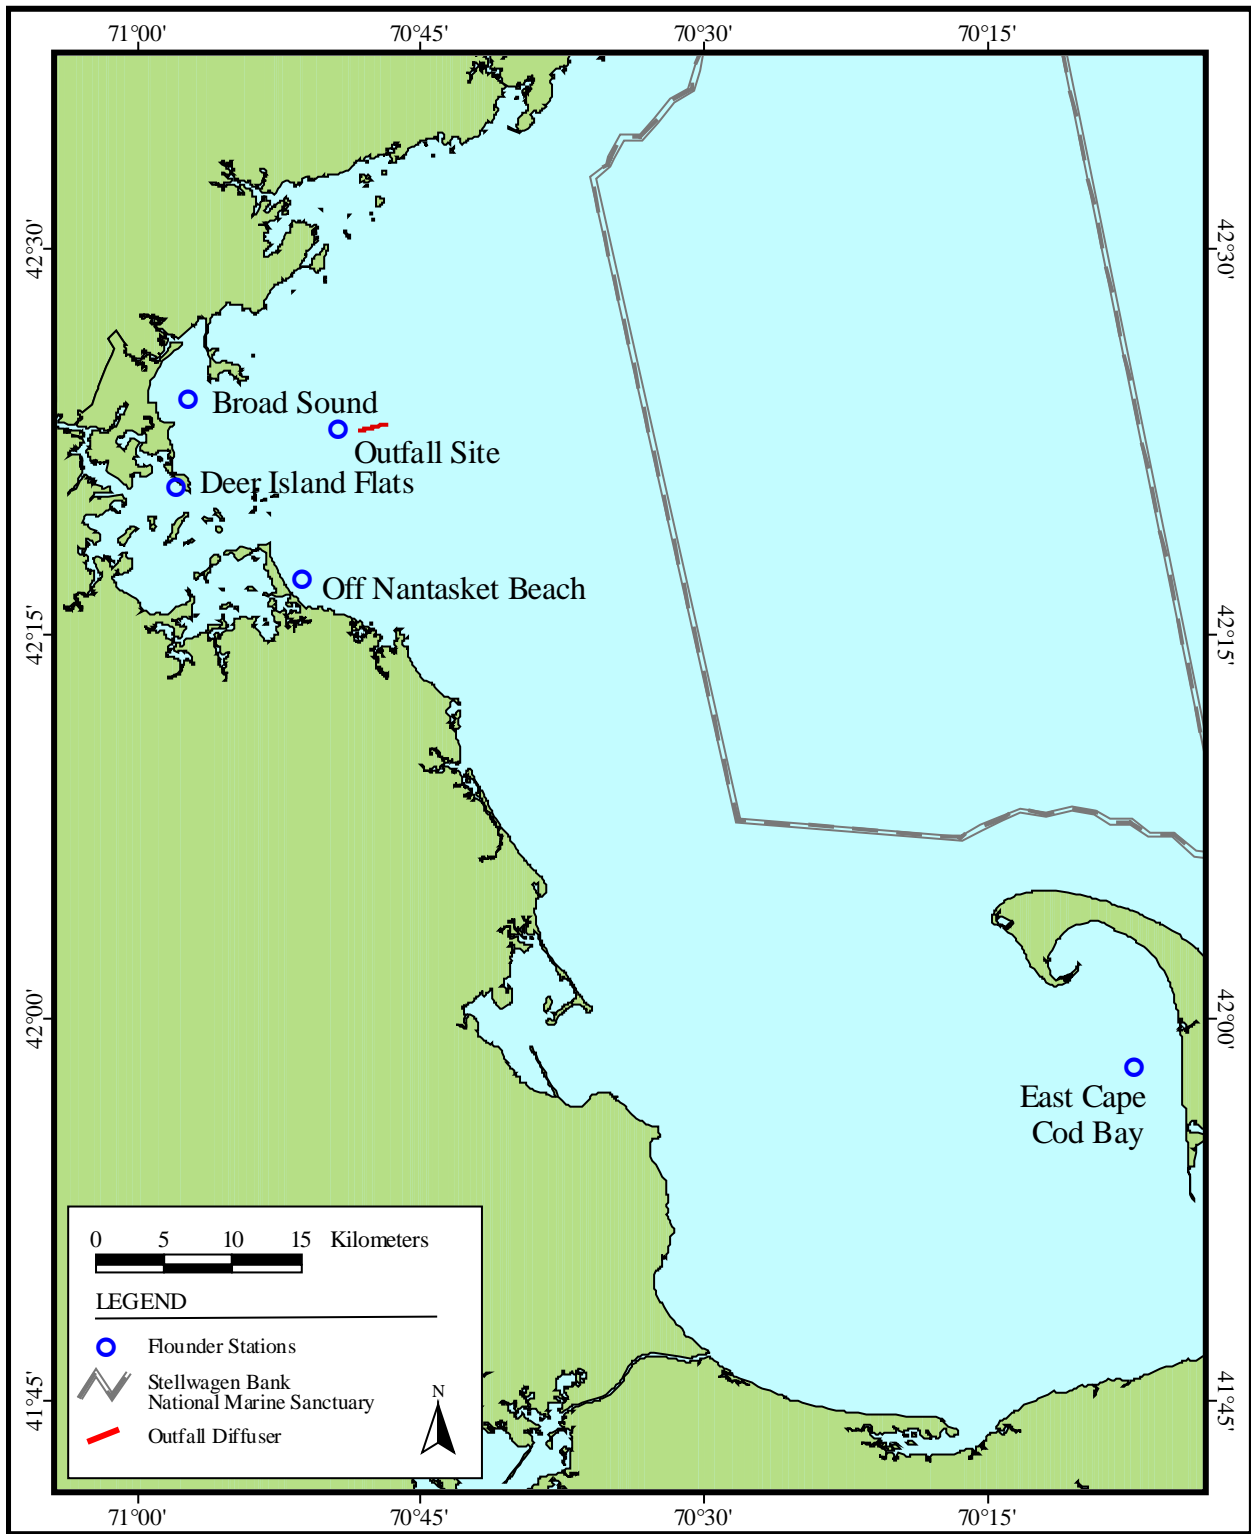 71°00' 70°45' 70°30' 70°15'
42°30' 42°30'
Broad Sound
Outfall Site
Deer Island Flats
Off Nantasket Beach
42°15' 42°15'
42°00' 42°00'
East Cape
Cod Bay
0 5 10 15 Kilometers
LEGEND
Flounder Stations
Stellwagen Bank
National Marine Sanctuary
Outfall Diffuser
N
41°45' 41°45'
71°00' 70°45' 70°30' 70°15'